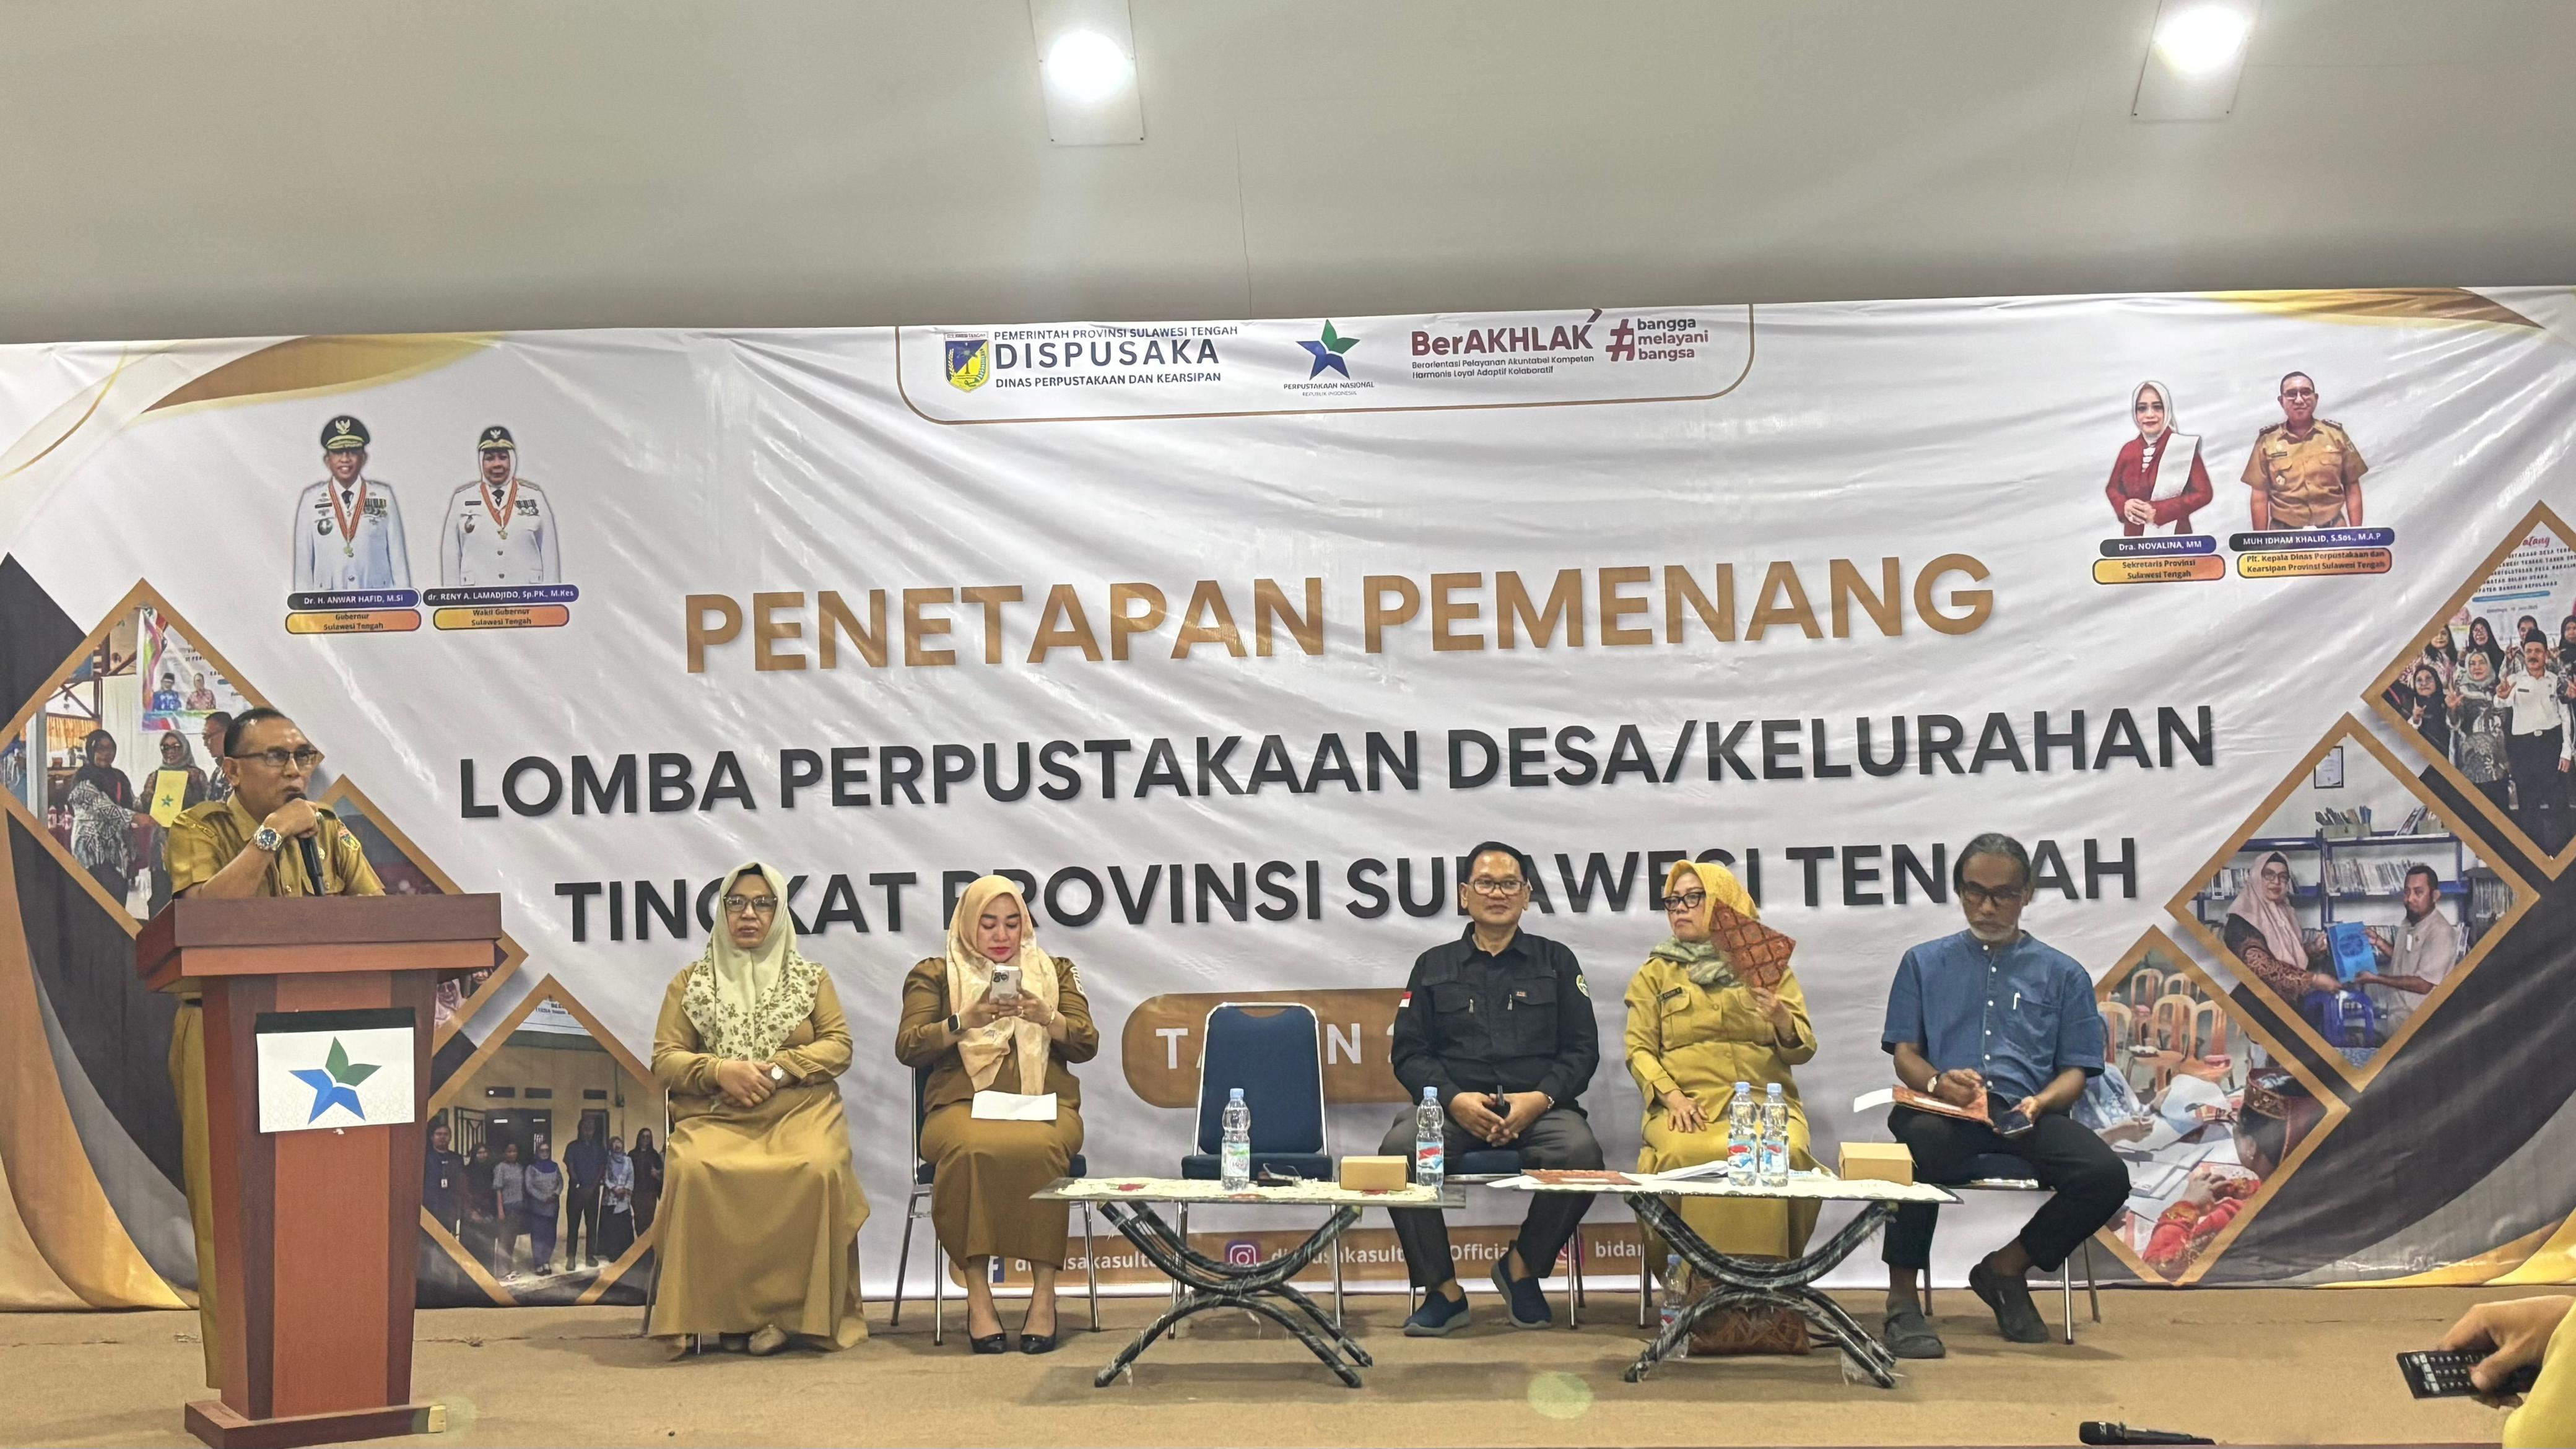 PEMERINTAH PROVINSI SULAWESI TENGAH
DISPUSAKA
DINAS PERPUSTAKAAN DAN KEARSIPAN
PERPUSTAKAAN NASIONAL
REPUBLIK INDONESIA
BerAKHLAK
Berorientasi Pelayanan Akuntabel Kompeten
Harmonis Loyal Adaptif Kolaboratif
# bangga
melayani
bangsa
Dr. H. ANWAR HAFID, M.Si
Gubernur
Sulawesi Tengah
dr. RENY A. LAMADJIDO, Sp.PK., M.Kes
Wakil Gubernur
Sulawesi Tengah
Dra. NOVALINA, MM
Sekretaris Provinsi
Sulawesi Tengah
MUH IDHAM KHALID, S.Sos., M.A.P
Plt. Kepala Dinas Perpustakaan dan
Kearsipan Provinsi Sulawesi Tengah
PENETAPAN PEMENANG
LOMBA PERPUSTAKAAN DESA/KELURAHAN
TINGKAT PROVINSI SULAWESI TENGAH